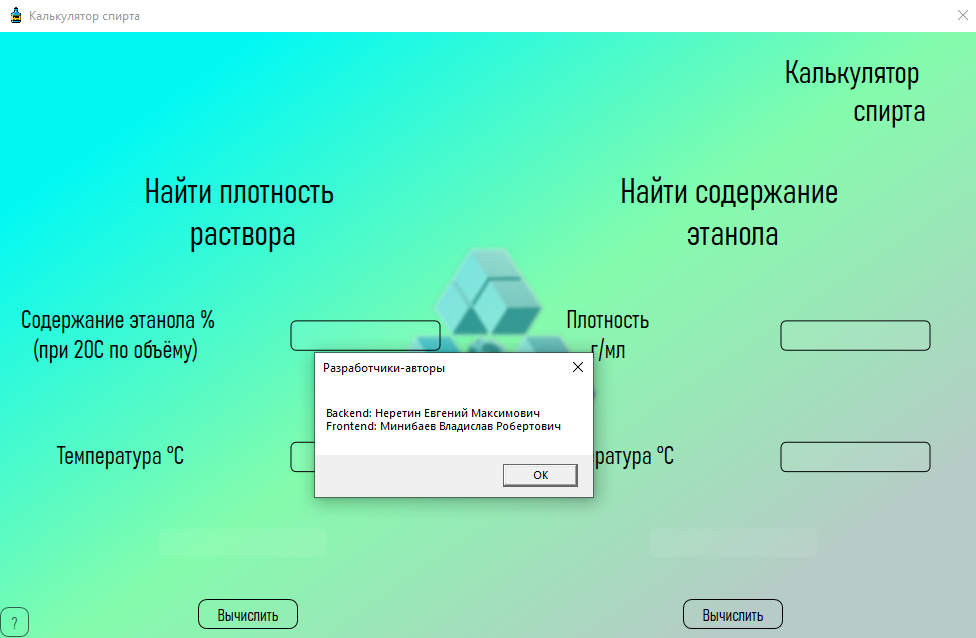 Калькулятор спирта
Калькулятор
спирта
Найти плотность
раствора
Найти содержание
этанола
Содержание этанола %
(при 20С по объёму)
Плотность
г/мл
Разработчики-авторы
Backend: Неретин Евгений Максимович
Frontend: Минибаев Владислав Робертович
OK
Температура °С
ратура °С
Вычислить
Вычислить
?